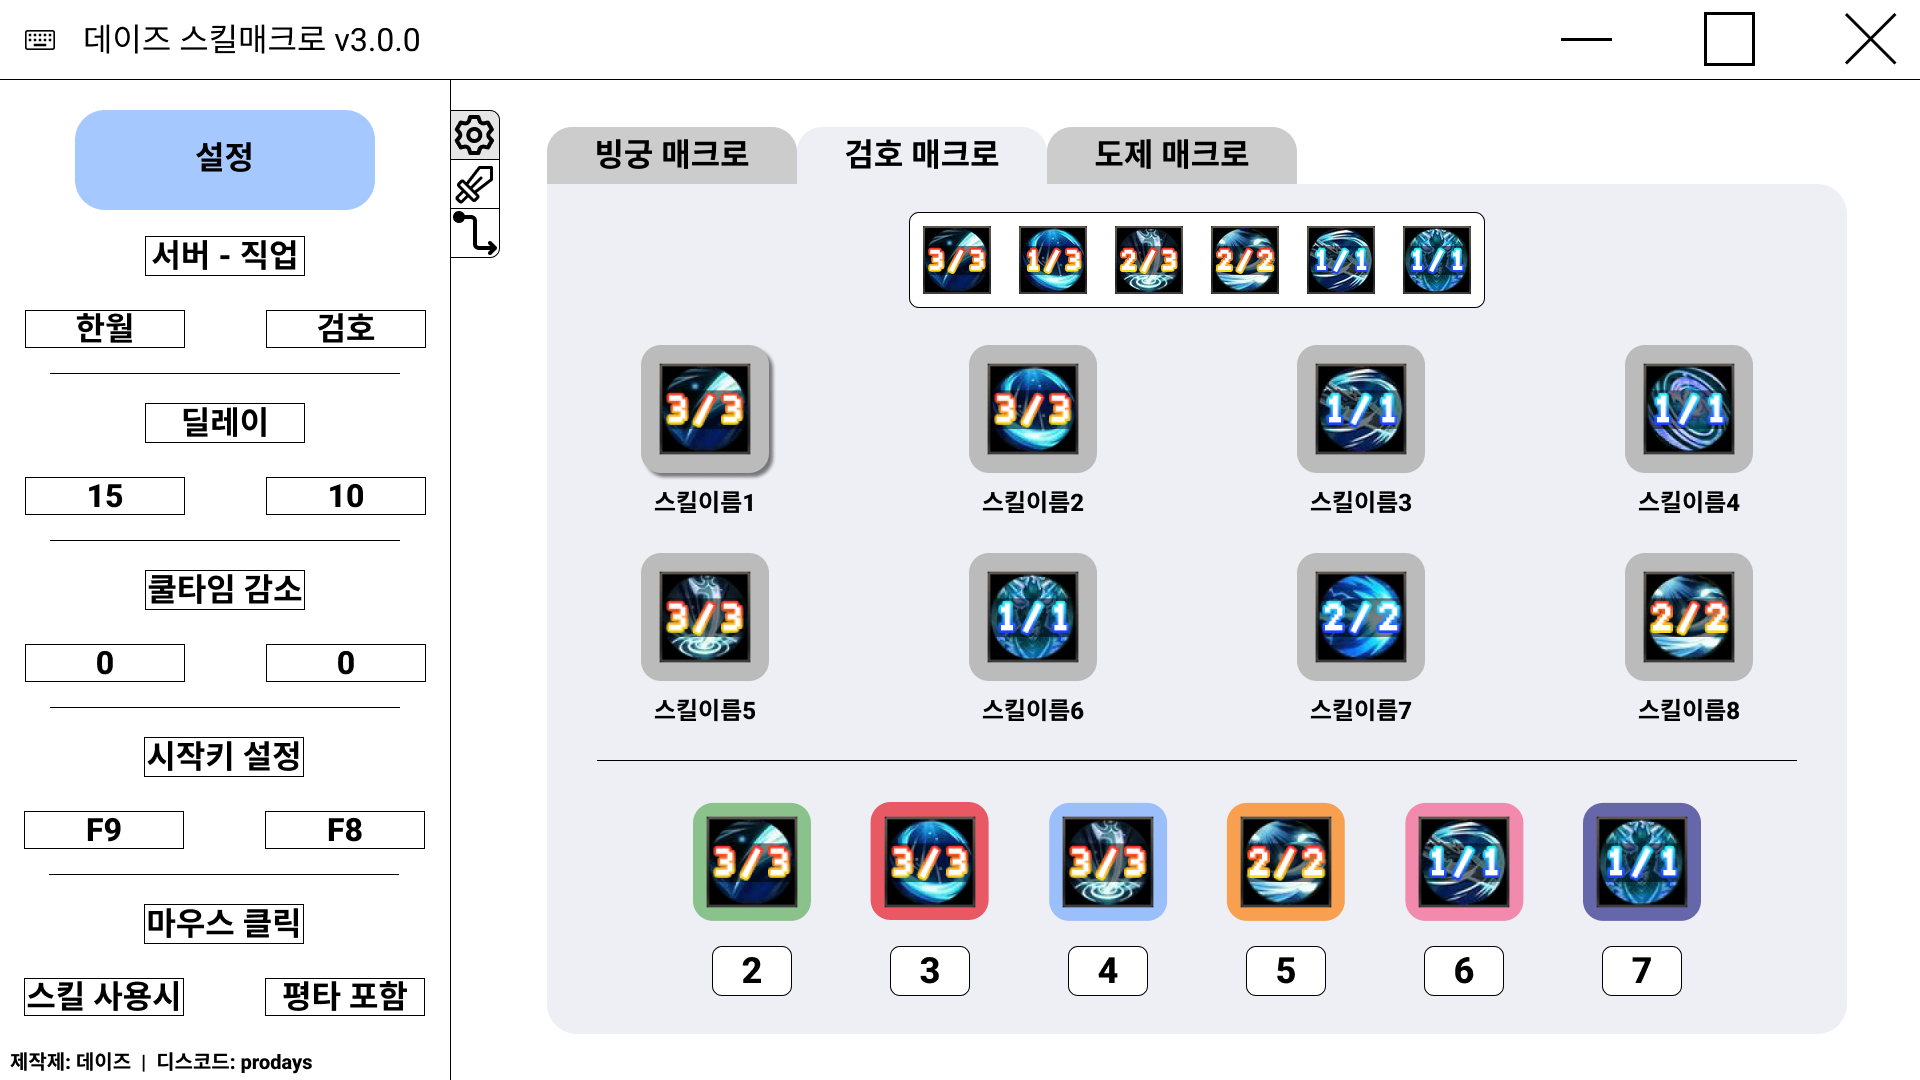 데이즈 스킬매크로 v3.0.0
설정
서버 - 직업
한월 검호
딜레이
15 10
쿨타임 감소
0 0
시작키 설정
F9 F8
마우스 클릭
스킬 사용시 평타 포함
제작제: 데이즈 | 디스코드: prodays
빙궁 매크로 검호 매크로 도제 매크로
3/3 1/3 2/3 2/2 1/1 1/1
3/3 3/3 1/1 1/1
스킬이름1 스킬이름2 스킬이름3 스킬이름4
3/3 1/1 2/2 2/2
스킬이름5 스킬이름6 스킬이름7 스킬이름8
3/3 3/3 3/3 2/2 1/1 1/1
2 3 4 5 6 7